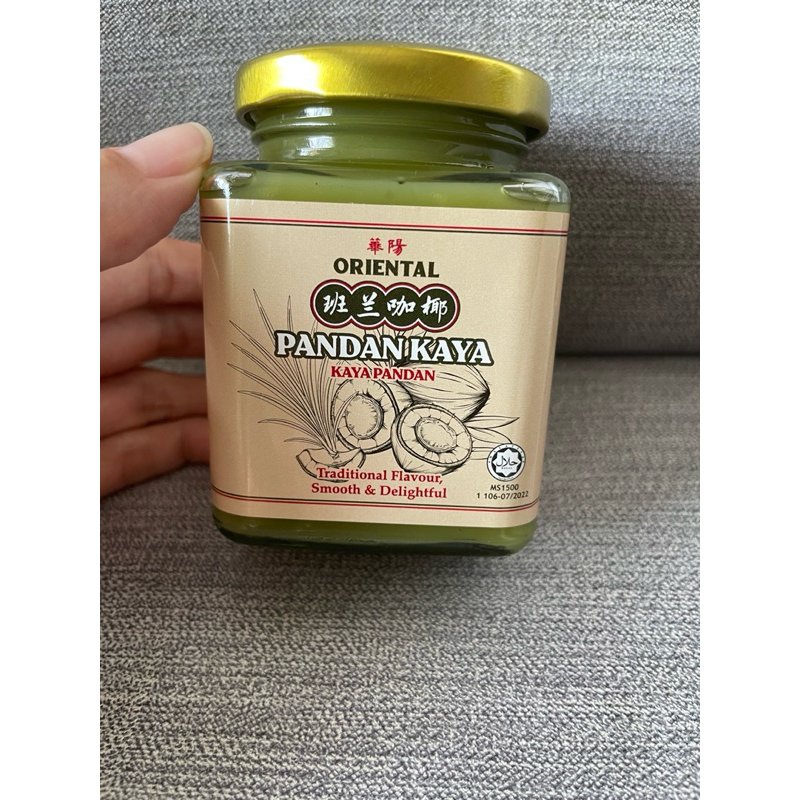 華陽
ORIENTAL
班兰咖椰
PANDAN KAYA
KAYA PANDAN
Traditional Flavour,
Smooth & Delightful
حلال
MS1500
1 106-07/2022